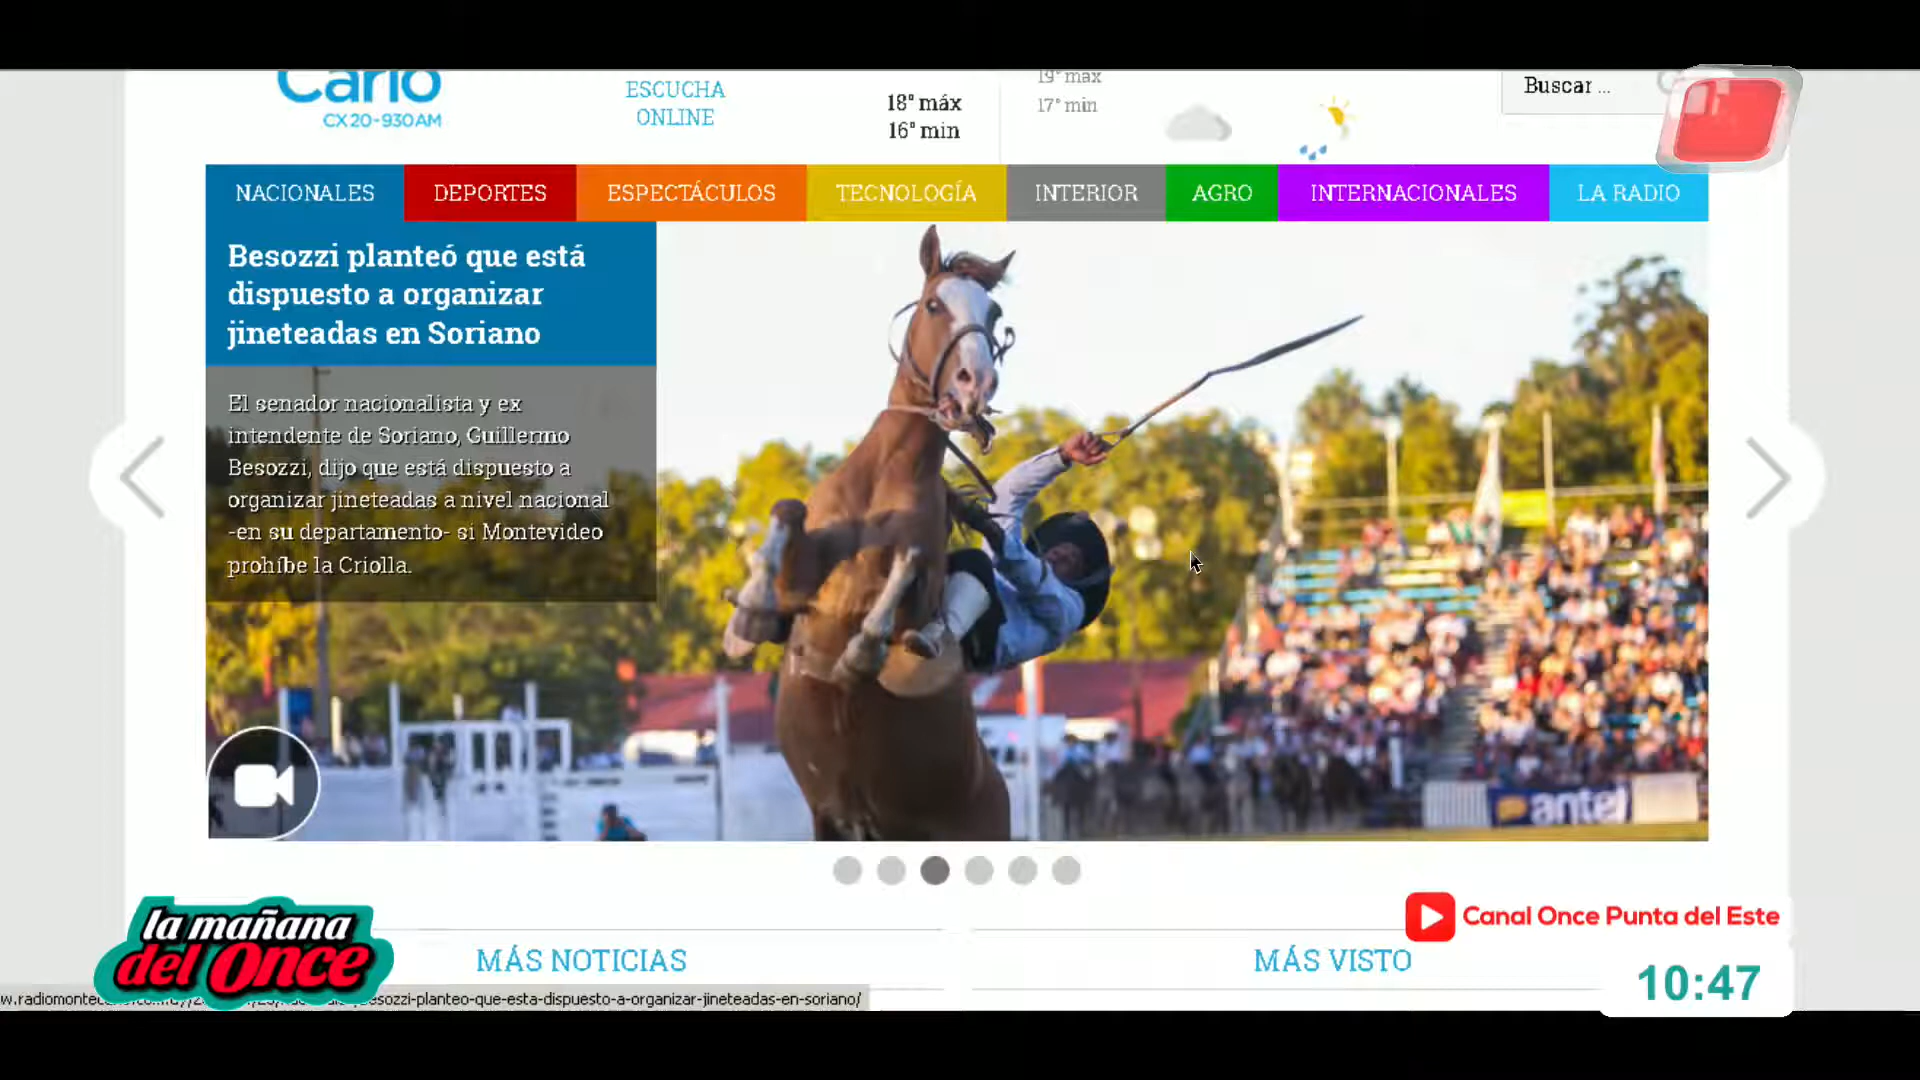 Carlo
CX20-930AM
ESCUCHA
ONLINE
18° máx
16° min
19° max
17° min
Buscar ...
NACIONALES
DEPORTES
ESPECTÁCULOS
TECNOLOGÍA
INTERIOR
AGRO
INTERNACIONALES
LA RADIO
Besozzi planteó que está
dispuesto a organizar
jineteadas en Soriano
El senador nacionalista y ex
intendente de Soriano, Guillermo
Besozzi, dijo que está dispuesto a
organizar jineteadas a nivel nacional
-en su departamento- si Montevideo
prohíbe la Criolla.
antel
la mañana
del Once
MÁS NOTICIAS
MÁS VISTO
Canal Once Punta del Este
10:47
esozzi-planteo-que-esta-dispuesto-a-organizar-jineteadas-en-soriano/